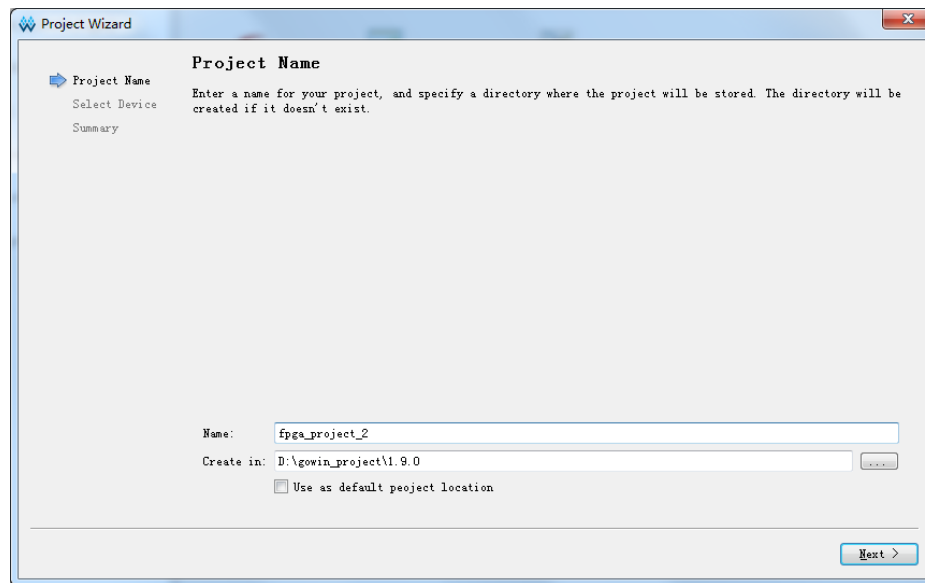 Project Wizard
Project Name
Project Name
Select Device
Summary
Enter a name for your project, and specify a directory where the project will be stored. The directory will be
created if it doesn't exist.
Name: fpga_project_2
Create in: D:\gowin_project\1.9.0 ...
Use as default peoject location
Next >